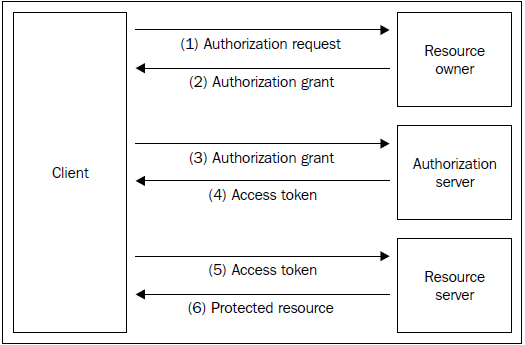 (1) Authorization request
Resource
owner
(2) Authorization grant
Client
(3) Authorization grant
Authorization
server
(4) Access token
(5) Access token
Resource
server
(6) Protected resource